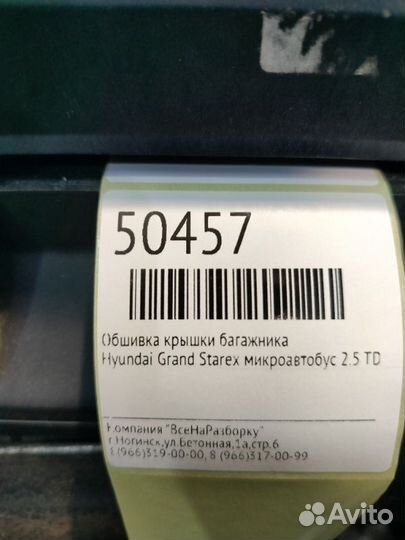 50457
Обшивка крышки багажника
Hyundai Grand Starex микроавтобус 2.5 TD
Компания "ВсеНаРазборку"
г Ногинск,ул.Бетонная,1а,стр.6
8(966)319-00-00, 8 (966)317-00-99
Avito